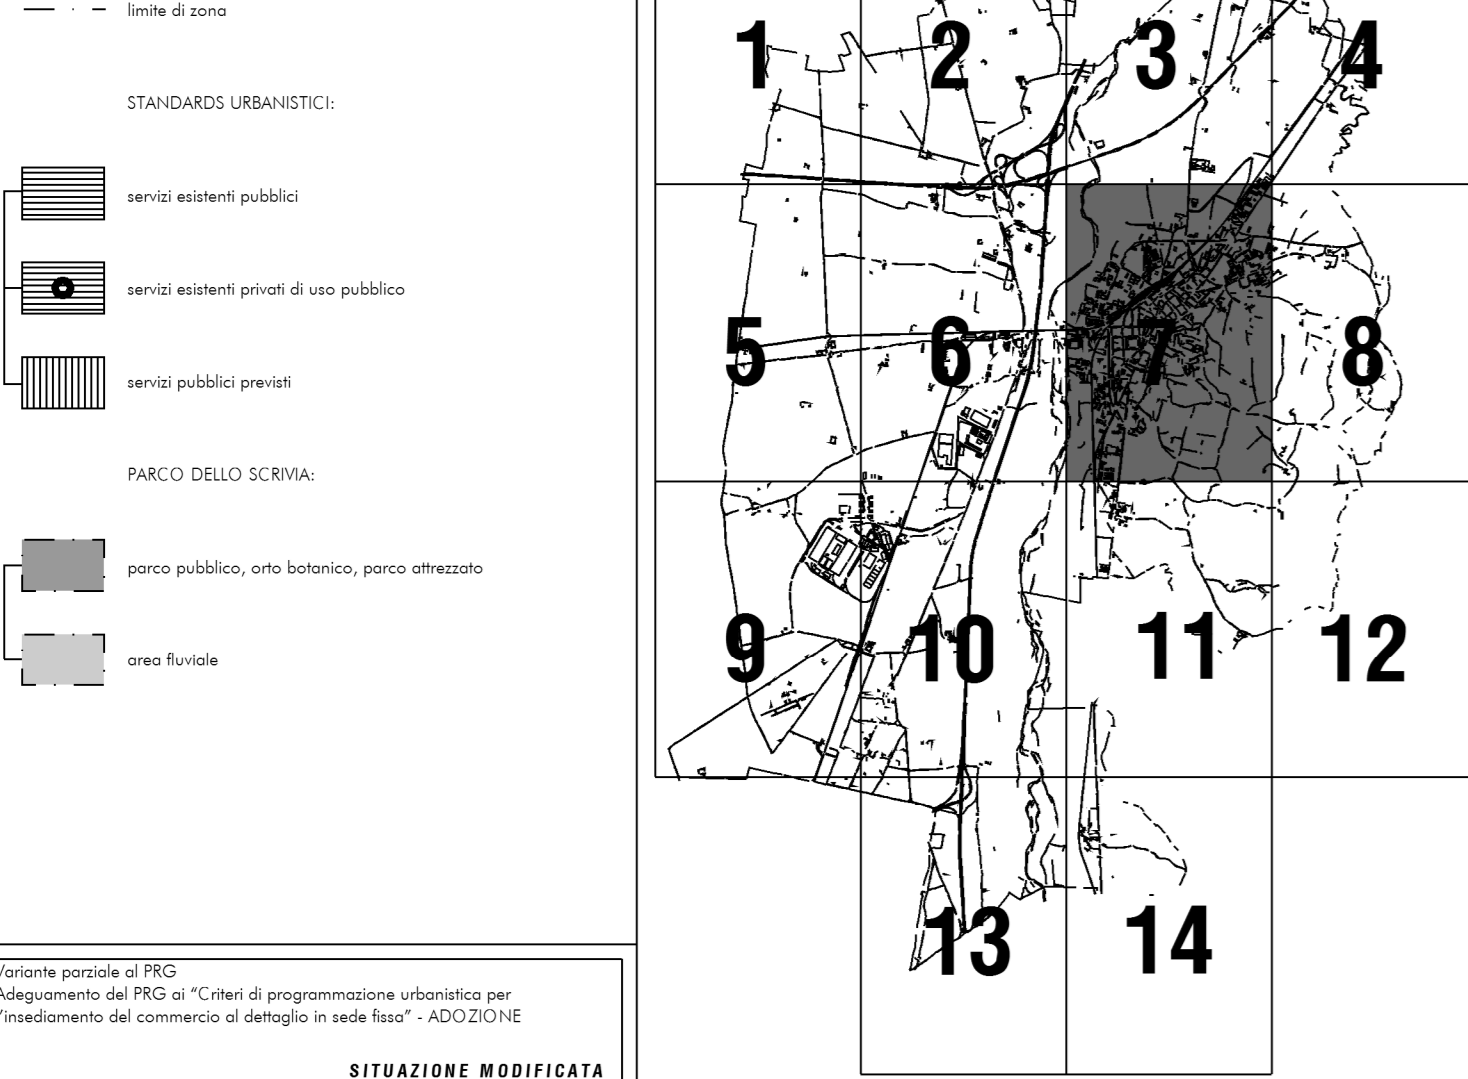 limite di zona
STANDARDS URBANISTICI:
servizi esistenti pubblici
servizi esistenti privati di uso pubblico
servizi pubblici previsti
PARCO DELLO SCRIVIA:
parco pubblico, orto botanico, parco attrezzato
area fluviale
Variante parziale al PRG
Adeguamento del PRG ai “Criteri di programmazione urbanistica per
l’insediamento del commercio al dettaglio in sede fissa” - ADOZIONE
SITUAZIONE MODIFICATA
1 2 3 4
5 6 7 8
9 10 11 12
13 14